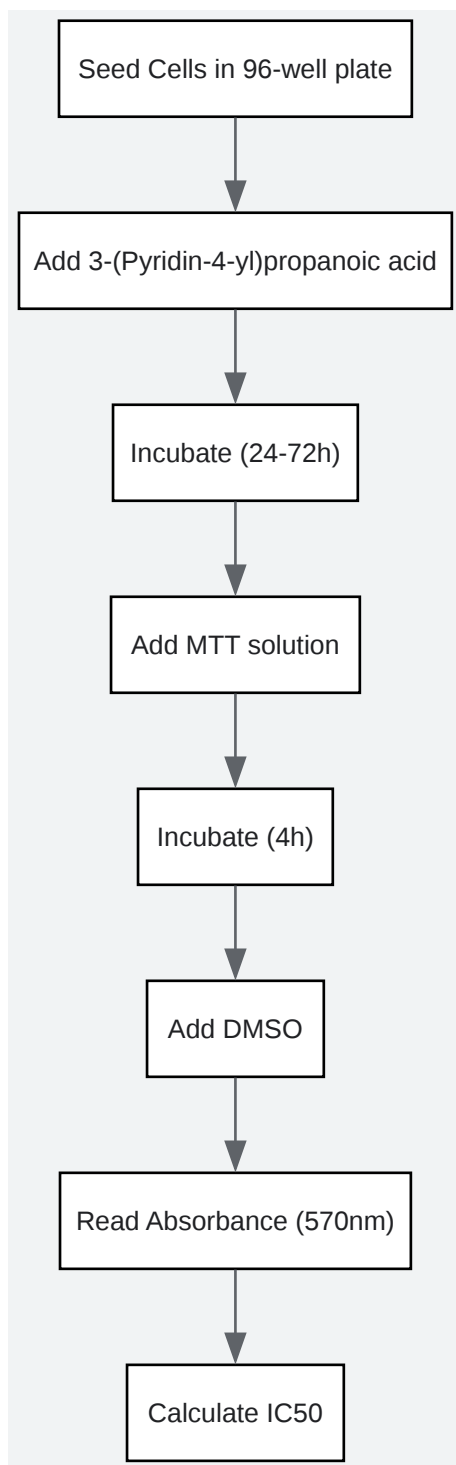 Seed Cells in 96-well plate
Add 3-(Pyridin-4-yl)propanoic acid
Incubate (24-72h)
Add MTT solution
Incubate (4h)
Add DMSO
Read Absorbance (570nm)
Calculate IC50